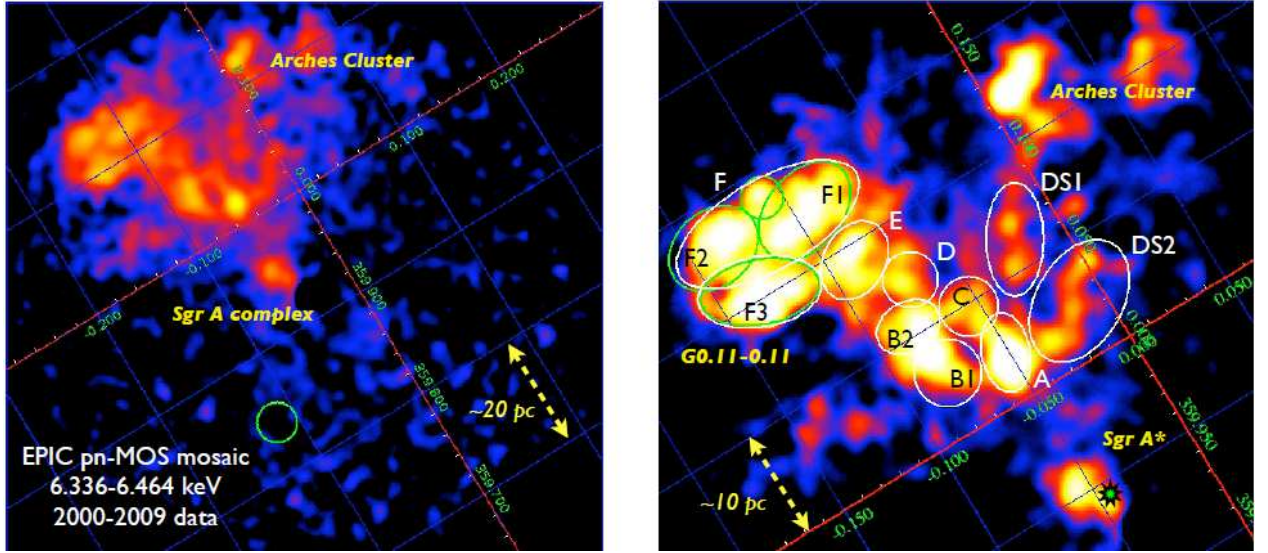 Arches Cluster
0.200
0.100
0.100
0.000
-0.100
-0.200
359.900
359.800
359.700
Sgr A complex
~20 pc
EPIC pn-MOS mosaic
6.336-6.464 keV
2000-2009 data
0.150
Arches Cluster
0.100
F
F1
DS1
E
DS2
F2
D
F3
C
B2
G0.11-0.11
B1
A
0.050
0.000
-0.050
-0.100
-0.150
359.950
Sgr A*
~10 pc